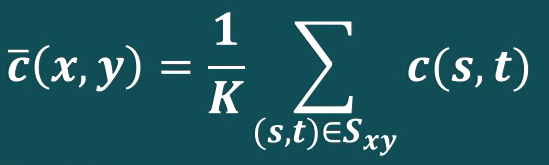 c̅(x, y) = 1/K ∑_{(s,t)∈S_{xy}} c(s, t)